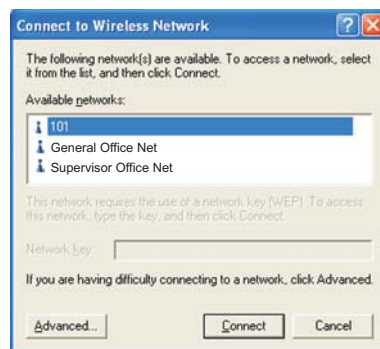 Connect to Wireless Network
The following network(s) are available. To access a network, select
it from the list, and then click Connect.
Available networks:
101
General Office Net
Supervisor Office Net
This network requires the use of a network key (WEP). To access
this network, type the key, and then click Connect.
Network key:
If you are having difficulty connecting to a network, click Advanced.
Advanced... Connect Cancel